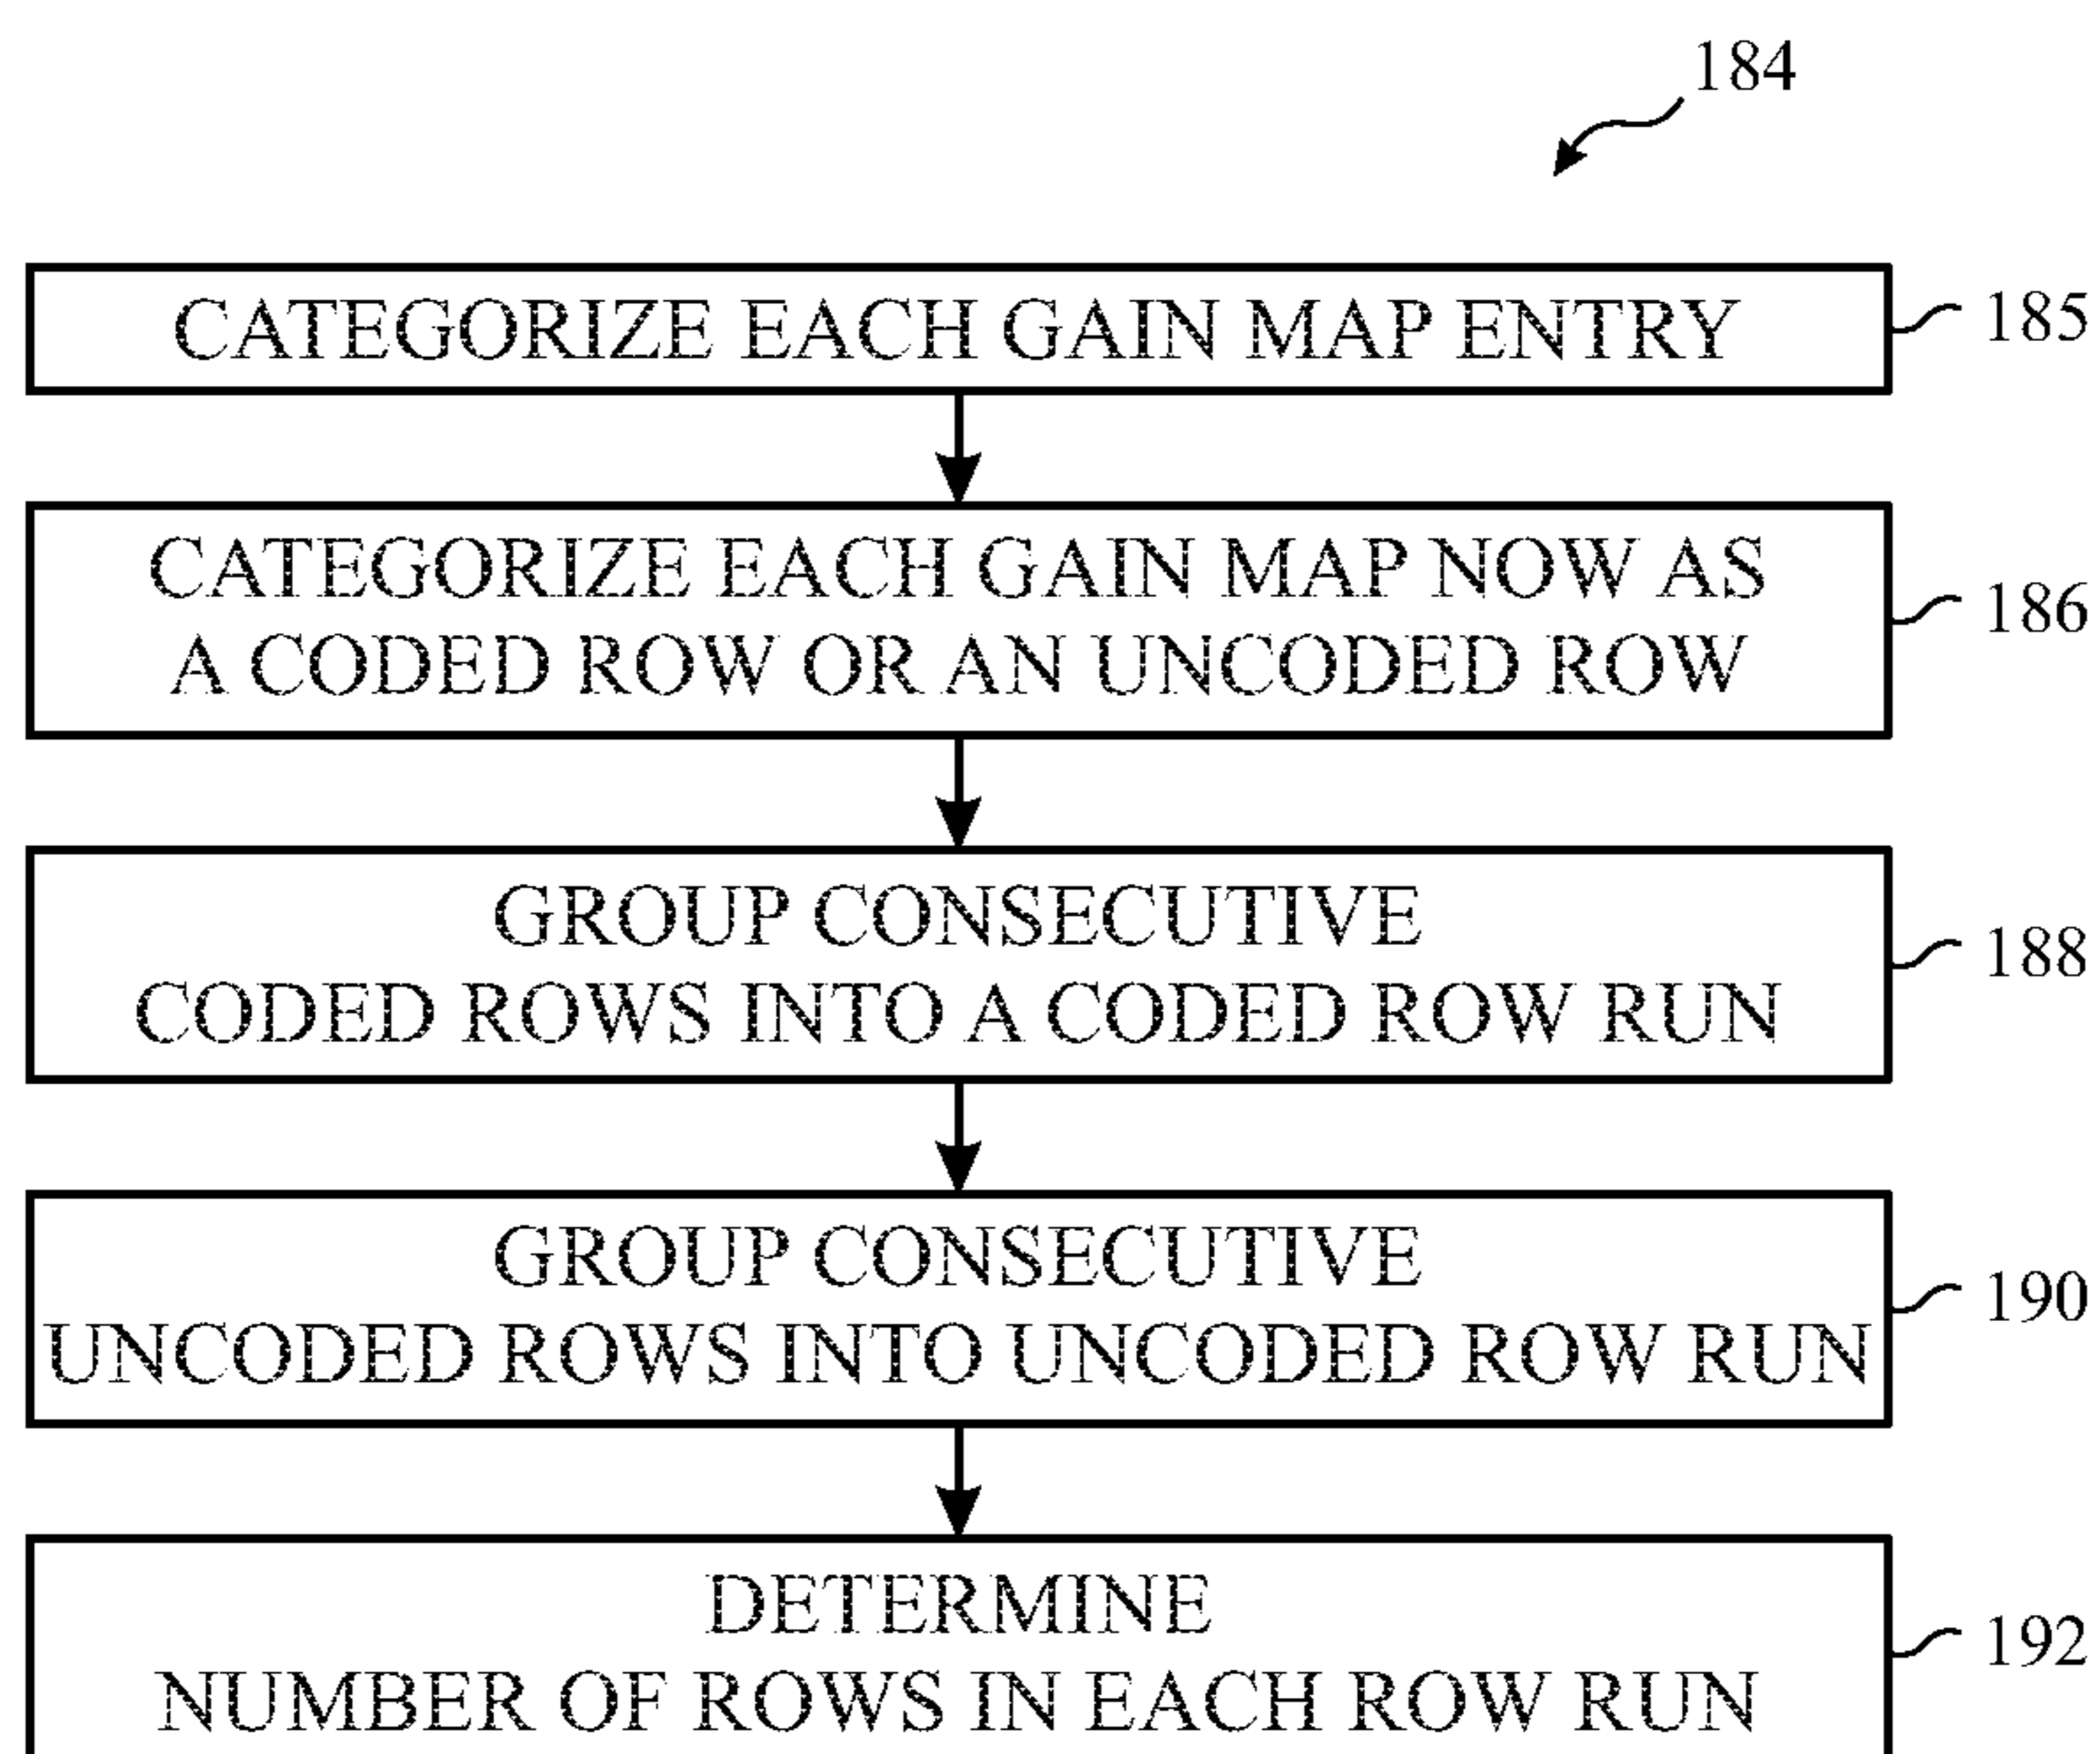 184
CATEGORIZE EACH GAIN MAP ENTRY
185
CATEGORIZE EACH GAIN MAP NOW AS
A CODED ROW OR AN UNCODED ROW
186
GROUP CONSECUTIVE
CODED ROWS INTO A CODED ROW RUN
188
GROUP CONSECUTIVE
UNCODED ROWS INTO UNCODED ROW RUN
190
DETERMINE
NUMBER OF ROWS IN EACH ROW RUN
192